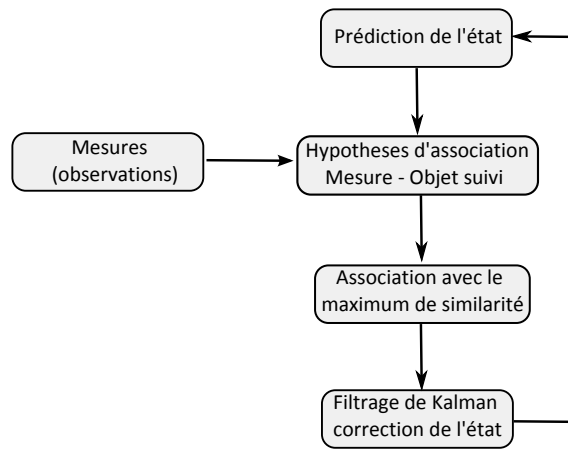 Prédiction de l'état
Mesures
(observations)
Hypotheses d'association
Mesure - Objet suivi
Association avec le
maximum de similarité
Filtrage de Kalman
correction de l'état